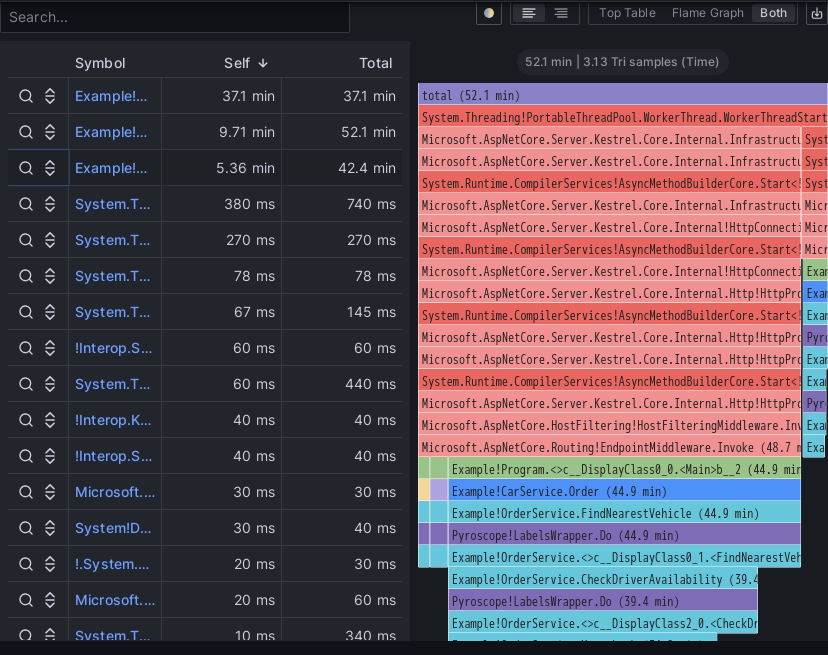 Search...
Top Table Flame Graph Both
Symbol Self Total
Example!... 37.1 min 37.1 min
Example!... 9.71 min 52.1 min
Example!... 5.36 min 42.4 min
System.T... 380 ms 740 ms
System.T... 270 ms 270 ms
System.T... 78 ms 78 ms
System.T... 67 ms 145 ms
!Interop.S... 60 ms 60 ms
System.T... 60 ms 440 ms
!Interop.K... 40 ms 40 ms
!Interop.S... 40 ms 40 ms
Microsoft.... 30 ms 30 ms
System!D... 30 ms 40 ms
!.System.... 20 ms 30 ms
Microsoft.... 20 ms 60 ms
System.T... 10 ms 340 ms
52.1 min | 3.13 Tri samples (Time)
total (52.1 min)
System.Threading!PortableThreadPool.WorkerThread.WorkerThreadStart
Microsoft.AspNetCore.Server.Kestrel.Core.Internal.Infrastructu Syst
Microsoft.AspNetCore.Server.Kestrel.Core.Internal.Infrastructu Syst
System.Runtime.CompilerServices!AsyncMethodBuilderCore.Start<! Syst
Microsoft.AspNetCore.Server.Kestrel.Core.Internal.Infrastructu Micr
Microsoft.AspNetCore.Server.Kestrel.Core.Internal!HttpConnecti Micr
System.Runtime.CompilerServices!AsyncMethodBuilderCore.Start<! Micr
Microsoft.AspNetCore.Server.Kestrel.Core.Internal!HttpConnecti Exam
Microsoft.AspNetCore.Server.Kestrel.Core.Internal.Http!HttpPro Exam
System.Runtime.CompilerServices!AsyncMethodBuilderCore.Start<! Exam
Microsoft.AspNetCore.Server.Kestrel.Core.Internal.Http!HttpPro Pyro
Microsoft.AspNetCore.Server.Kestrel.Core.Internal.Http!HttpPro Exam
System.Runtime.CompilerServices!AsyncMethodBuilderCore.Start<! Exam
Microsoft.AspNetCore.Server.Kestrel.Core.Internal.Http!HttpPro Pyr
Microsoft.AspNetCore.HostFiltering!HostFilteringMiddleware.Inv Exa
Microsoft.AspNetCore.Routing!EndpointMiddleware.Invoke (48.7 m Exa
Example!Program.<>c__DisplayClass0_0.<Main>b__2 (44.9 min
Example!CarService.Order (44.9 min)
Example!OrderService.FindNearestVehicle (44.9 min)
Pyroscope!LabelsWrapper.Do (44.9 min)
Example!OrderService.<>c__DisplayClass0_1.<FindNearestVeh
Example!OrderService.CheckDriverAvailability (39.4
Pyroscope!LabelsWrapper.Do (39.4 min)
Example!OrderService.<>c__DisplayClass2_0.<CheckDr